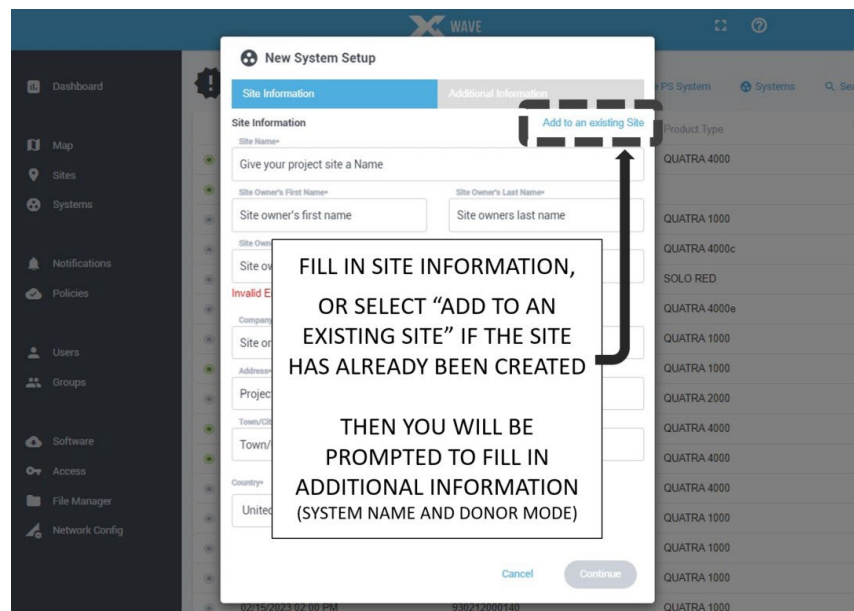 WAVE
New System Setup
Dashboard
Site Information
Additional Information
PS System
Systems
Site Information
Add to an existing Site
Product Type
Map
Site Name*
Give your project site a Name
QUATRA 4000
Sites
Site Owner's First Name*
Site Owner's Last Name*
Systems
Site owner's first name
Site owners last name
QUATRA 1000
QUATRA 4000c
Notifications
SOLO RED
Policies
QUATRA 4000e
Company
QUATRA 1000
Users
Address*
QUATRA 1000
Groups
QUATRA 2000
QUATRA 4000
Software
QUATRA 4000
Access
Country*
QUATRA 4000
File Manager
QUATRA 1000
Network Config
QUATRA 1000
FILL IN SITE INFORMATION,
OR SELECT “ADD TO AN
EXISTING SITE” IF THE SITE
HAS ALREADY BEEN CREATED
THEN YOU WILL BE
PROMPTED TO FILL IN
ADDITIONAL INFORMATION
(SYSTEM NAME AND DONOR MODE)
Cancel
Continue
QUATRA 1000
02/15/2023 02:00 PM
930212000140
QUATRA 1000